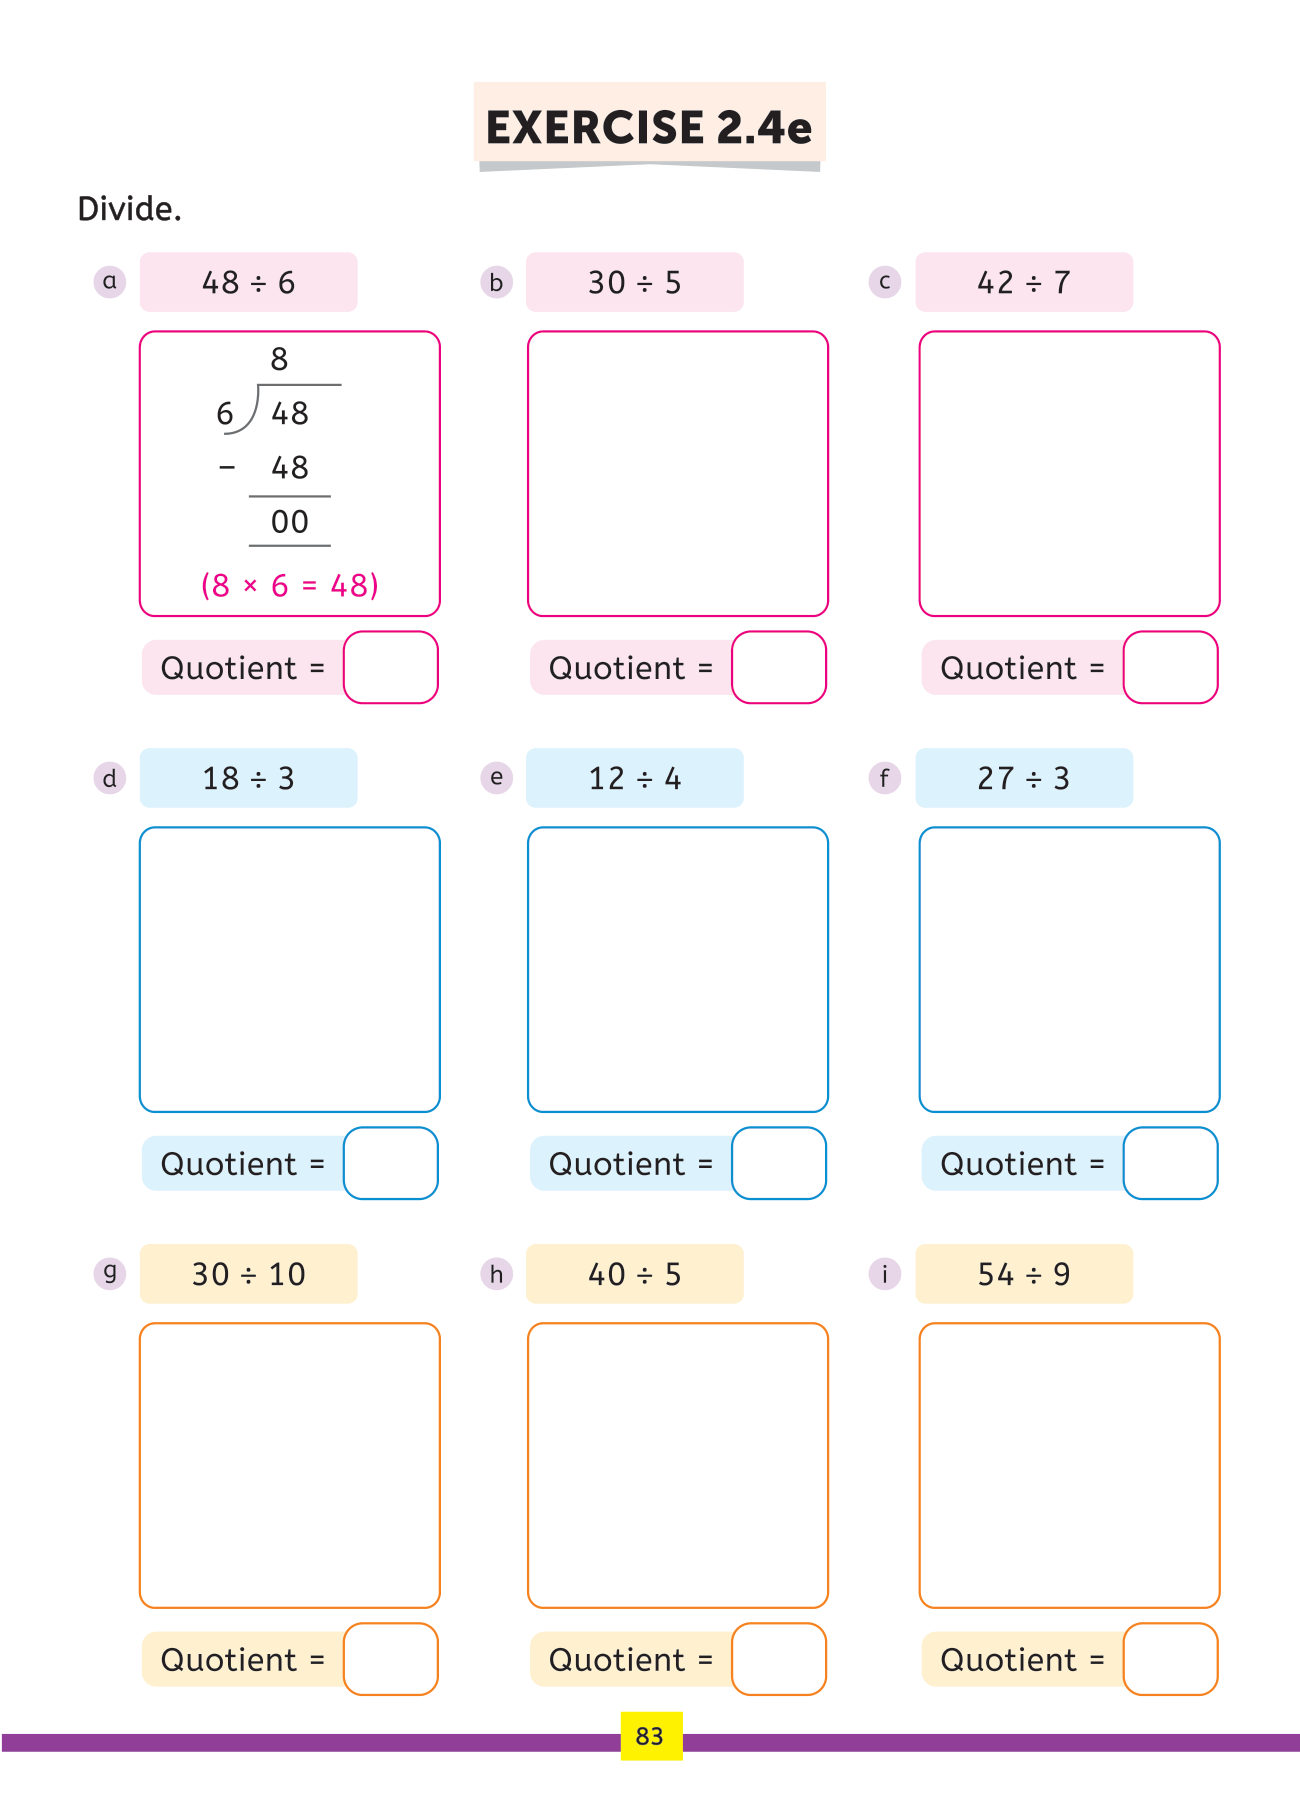 EXERCISE 2.4e
Divide.
a 48 ÷ 6
b 30 ÷ 5
c 42 ÷ 7
8
6 48
– 48
00
(8 × 6 = 48)
Quotient =
Quotient =
Quotient =
d 18 ÷ 3
e 12 ÷ 4
f 27 ÷ 3
Quotient =
Quotient =
Quotient =
g 30 ÷ 10
h 40 ÷ 5
i 54 ÷ 9
Quotient =
Quotient =
Quotient =
83